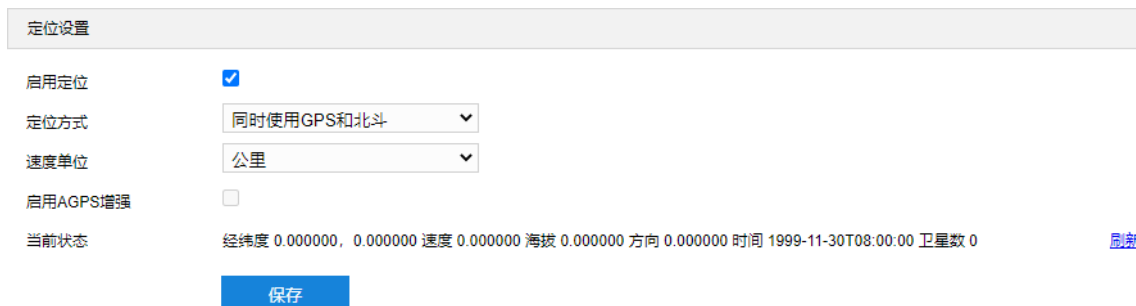 定位设置
启用定位
定位方式 同时使用GPS和北斗
速度单位 公里
启用AGPS增强
当前状态 经纬度 0.000000，0.000000 速度 0.000000 海拔 0.000000 方向 0.000000 时间 1999-11-30T08:00:00 卫星数 0 刷新
保存